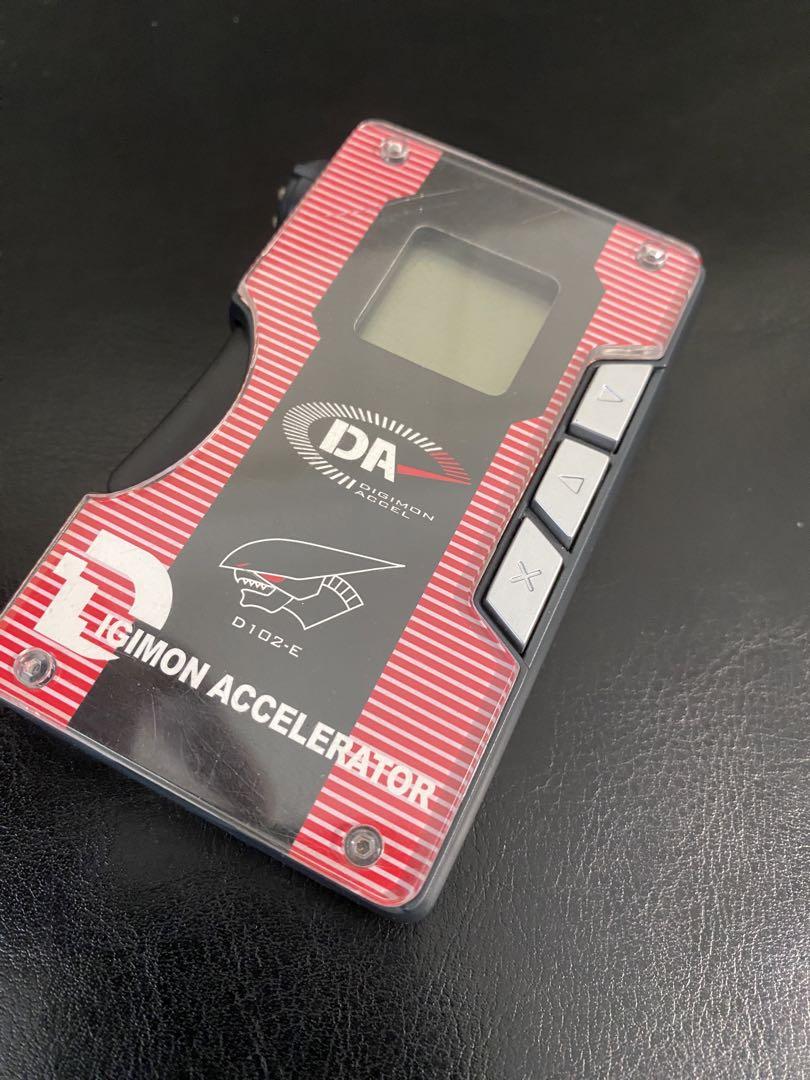 DA
DIGIMON
ACCEL
D102-E
DIGIMON ACCELERATOR